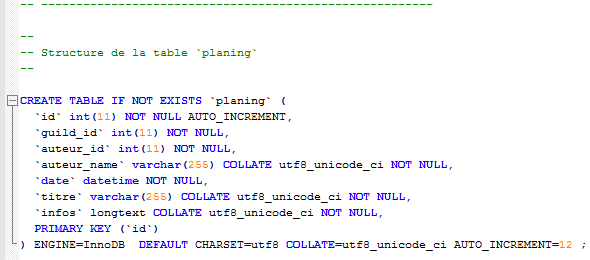 -- --------------------------------------------------------
--
-- Structure de la table `planing`
--
CREATE TABLE IF NOT EXISTS `planing` (
`id` int(11) NOT NULL AUTO_INCREMENT,
`guild_id` int(11) NOT NULL,
`auteur_id` int(11) NOT NULL,
`auteur_name` varchar(255) COLLATE utf8_unicode_ci NOT NULL,
`date` datetime NOT NULL,
`titre` varchar(255) COLLATE utf8_unicode_ci NOT NULL,
`infos` longtext COLLATE utf8_unicode_ci NOT NULL,
PRIMARY KEY (`id`)
) ENGINE=InnoDB  DEFAULT CHARSET=utf8 COLLATE=utf8_unicode_ci AUTO_INCREMENT=12 ;